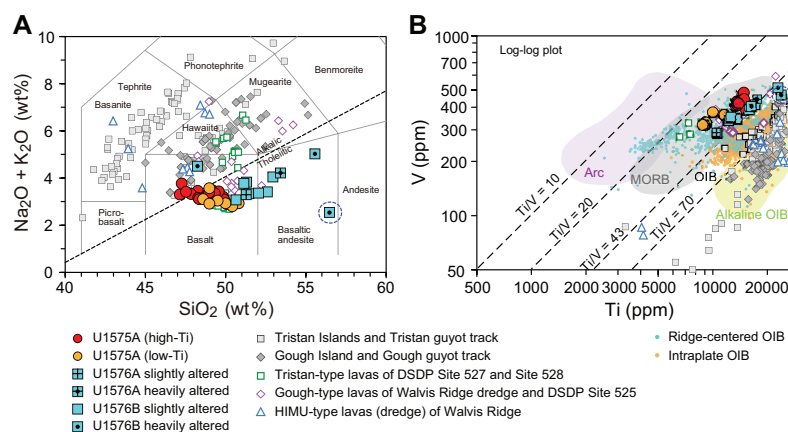 A
Na₂O + K₂O (wt%)
10
8
6
4
2
0
40
45
50
55
60
SiO₂ (wt%)
Phonotephrite
Tephrite
Basanite
Mugearite
Benmoreite
Hawaiite
Alkalic
Tholeiitic
Picro-
basalt
Basalt
Basaltic
andesite
Andesite
B
Log-log plot
V (ppm)
1000
500
400
300
200
100
50
500
1000
2000
3000
5000
10000
20000
Ti (ppm)
Arc
MORB
OIB
Alkaline OIB
Ti/V = 10
Ti/V = 20
Ti/V = 43
Ti/V = 70
U1575A (high-Ti)
U1575A (low-Ti)
U1576A slightly altered
U1576A heavily altered
U1576B slightly altered
U1576B heavily altered
Tristan Islands and Tristan guyot track
Gough Island and Gough guyot track
Tristan-type lavas of DSDP Site 527 and Site 528
Gough-type lavas of Walvis Ridge dredge and DSDP Site 525
HIMU-type lavas (dredge) of Walvis Ridge
Ridge-centered OIB
Intraplate OIB